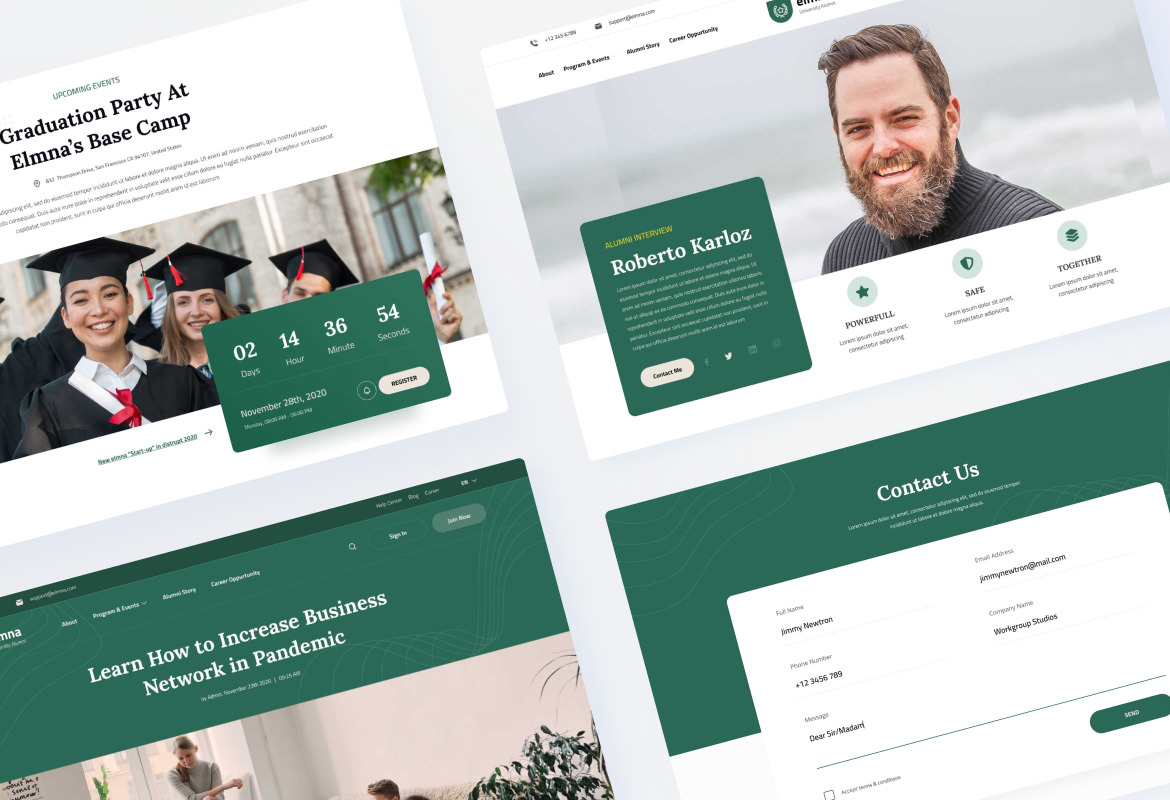 UPCOMING EVENTS
Graduation Party At
Elmna's Base Camp
832 Thompson Drive, San Francisco CA 94107, United States
adipiscing elit, sed do eiusmod tempor incididunt ut labore et dolore magna aliqua. Ut enim ad minim veniam, quis nostrud exercitation
commodo consequat. Duis aute irure dolor in reprehenderit in voluptate velit esse cillum dolore eu fugiat nulla pariatur. Excepteur sint occaecat
cupidatat non proident, sunt in culpa qui officia deserunt mollit anim id est laborum
02
14
36
54
Days
Hour
Minute
Seconds
November 28th, 2020
Monday, 08:00 AM - 05:00 PM
REGISTER
New elmna "Start-up" in distrupt 2020
+12 345 6789
support@elmna.com
University Alumni
About
Program & Events
Alumni Story
Career Oppurtunity
ALUMNI INTERVIEW
Roberto Karloz
Lorem ipsum dolor sit amet, consectetur adipiscing elit, sed do
eiusmod tempor incididunt ut labore et dolore magna aliqua. Ut
enim ad minim veniam, quis nostrud exercitation ullamco laboris
nisi ut aliquip ex ea commodo consequat. Duis aute irure dolor in
reprehenderit in voluptate velit esse cillum dolore eu fugiat nulla
pariatur. Excepteur sint occaecat cupidatat non proident, sunt in
culpa qui officia deserunt mollit anim id est laborum
Contact Me
POWERFULL
Lorem ipsum dolor sit amet,
consectetur adipiscing
SAFE
Lorem ipsum dolor sit amet,
consectetur adipiscing
TOGETHER
Lorem ipsum dolor sit amet,
consectetur adipiscing
Help Center
Blog
Career
EN
support@elmna.com
About
Program & Events
Alumni Story
Career Oppurtunity
Sign In
Join Now
Learn How to Increase Business
Network in Pandemic
by Admin, November 23th 2020 | 09:25 AM
Contact Us
Lorem ipsum dolor sit amet, consectetur adipiscing elit, sed do eiusmod tempor
incididunt ut labore et dolore magna aliqua.
Full Name
Jimmy Newtron
Email Address
jimmynewtron@mail.com
Phone Number
+12 3456 789
Company Name
Workgroup Studios
Message
Dear Sir/Madam
SEND
Accept terms & conditions